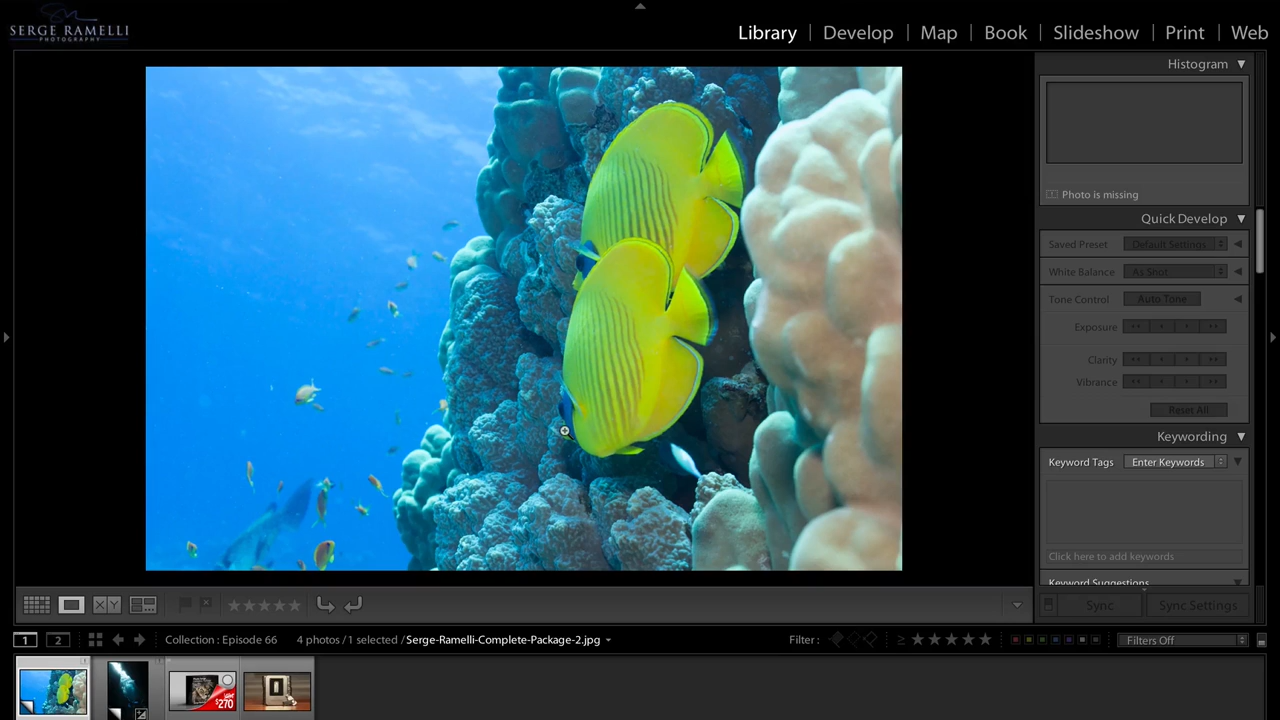 SERGE RAMELLI
PHOTOGRAPHY
Library | Develop | Map | Book | Slideshow | Print | Web
Histogram
Photo is missing
Quick Develop
Saved Preset Default Settings
White Balance As Shot
Tone Control Auto Tone
Exposure
Clarity
Vibrance
Reset All
Keywording
Keyword Tags Enter Keywords
Click here to add keywords
Keyword Suggestions
XY
Sync Sync Settings
1 2 Collection : Episode 66 4 photos / 1 selected / Serge-Ramelli-Complete-Package-2.jpg Filter : ≥ Filters Off
$270